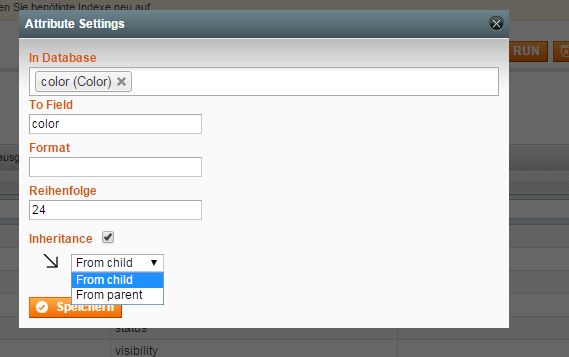 en Sie benötigte Indexe neu auf
Attribute Settings
In Database
color (Color)
RUN
To Field
color
Format
Reihenfolge
24
Inheritance
From child
From child
From parent
Speichern
status
visibility